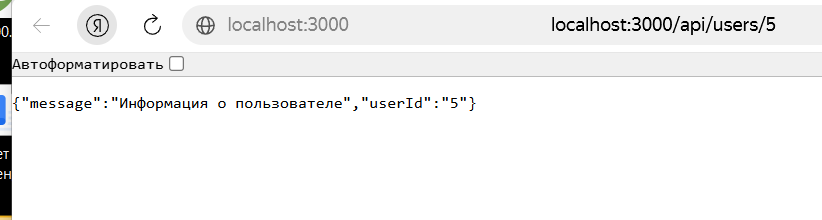 Я localhost:3000 localhost:3000/api/users/5
Автоформатировать
{"message":"Информация о пользователе","userId":"5"}